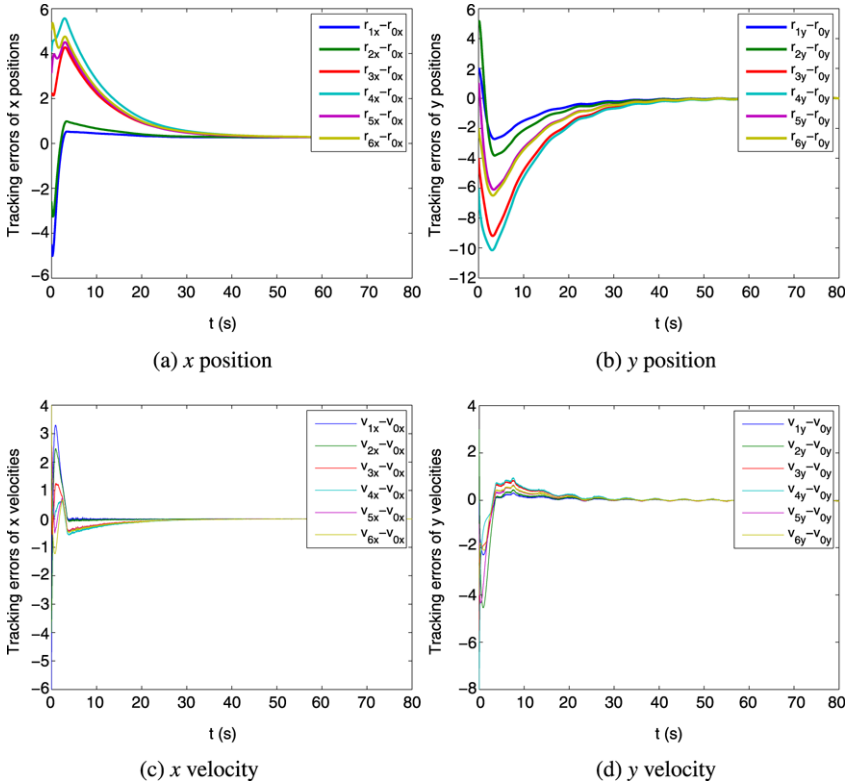 Tracking errors of x positions
6
4
2
0
−2
−4
−6
0 10 20 30 40 50 60 70 80
t (s)
r1x−r0x
r2x−r0x
r3x−r0x
r4x−r0x
r5x−r0x
r6x−r0x
(a) x position
Tracking errors of y positions
6
4
2
0
−2
−4
−6
−8
−10
−12
0 10 20 30 40 50 60 70 80
t (s)
r1y−r0y
r2y−r0y
r3y−r0y
r4y−r0y
r5y−r0y
r6y−r0y
(b) y position
Tracking errors of x velocities
4
3
2
1
0
−1
−2
−3
−4
−5
−6
0 10 20 30 40 50 60 70 80
t (s)
v1x−v0x
v2x−v0x
v3x−v0x
v4x−v0x
v5x−v0x
v6x−v0x
(c) x velocity
Tracking errors of y velocities
4
2
0
−2
−4
−6
−8
0 10 20 30 40 50 60 70 80
t (s)
v1y−v0y
v2y−v0y
v3y−v0y
v4y−v0y
v5y−v0y
v6y−v0y
(d) y velocity